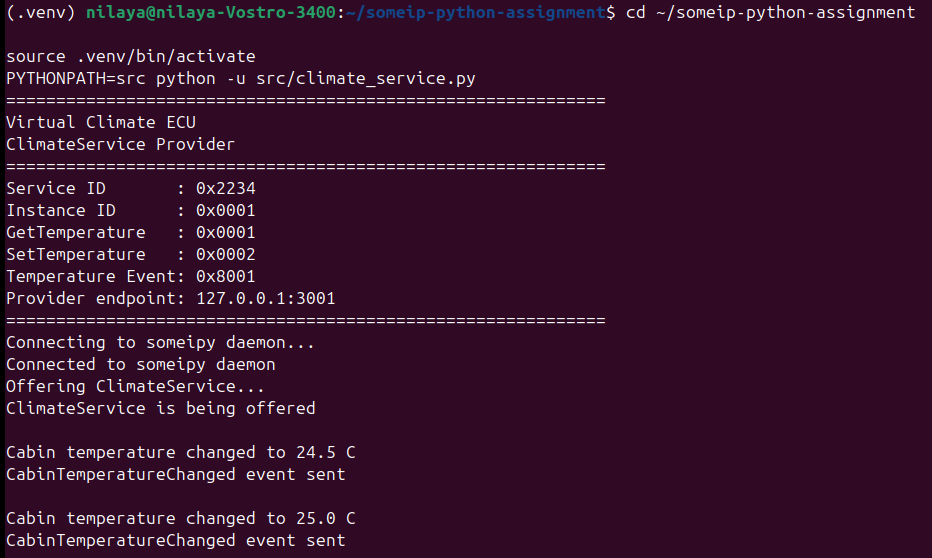 (.venv) nilaya@nilaya-Vostro-3400:~/someip-python-assignment$ cd ~/someip-python-assignment
source .venv/bin/activate
PYTHONPATH=src python -u src/climate_service.py
============================================================
Virtual Climate ECU
ClimateService Provider
============================================================
Service ID       : 0x2234
Instance ID      : 0x0001
GetTemperature   : 0x0001
SetTemperature   : 0x0002
Temperature Event: 0x8001
Provider endpoint: 127.0.0.1:3001
============================================================
Connecting to someipy daemon...
Connected to someipy daemon
Offering ClimateService...
ClimateService is being offered
Cabin temperature changed to 24.5 C
CabinTemperatureChanged event sent
Cabin temperature changed to 25.0 C
CabinTemperatureChanged event sent